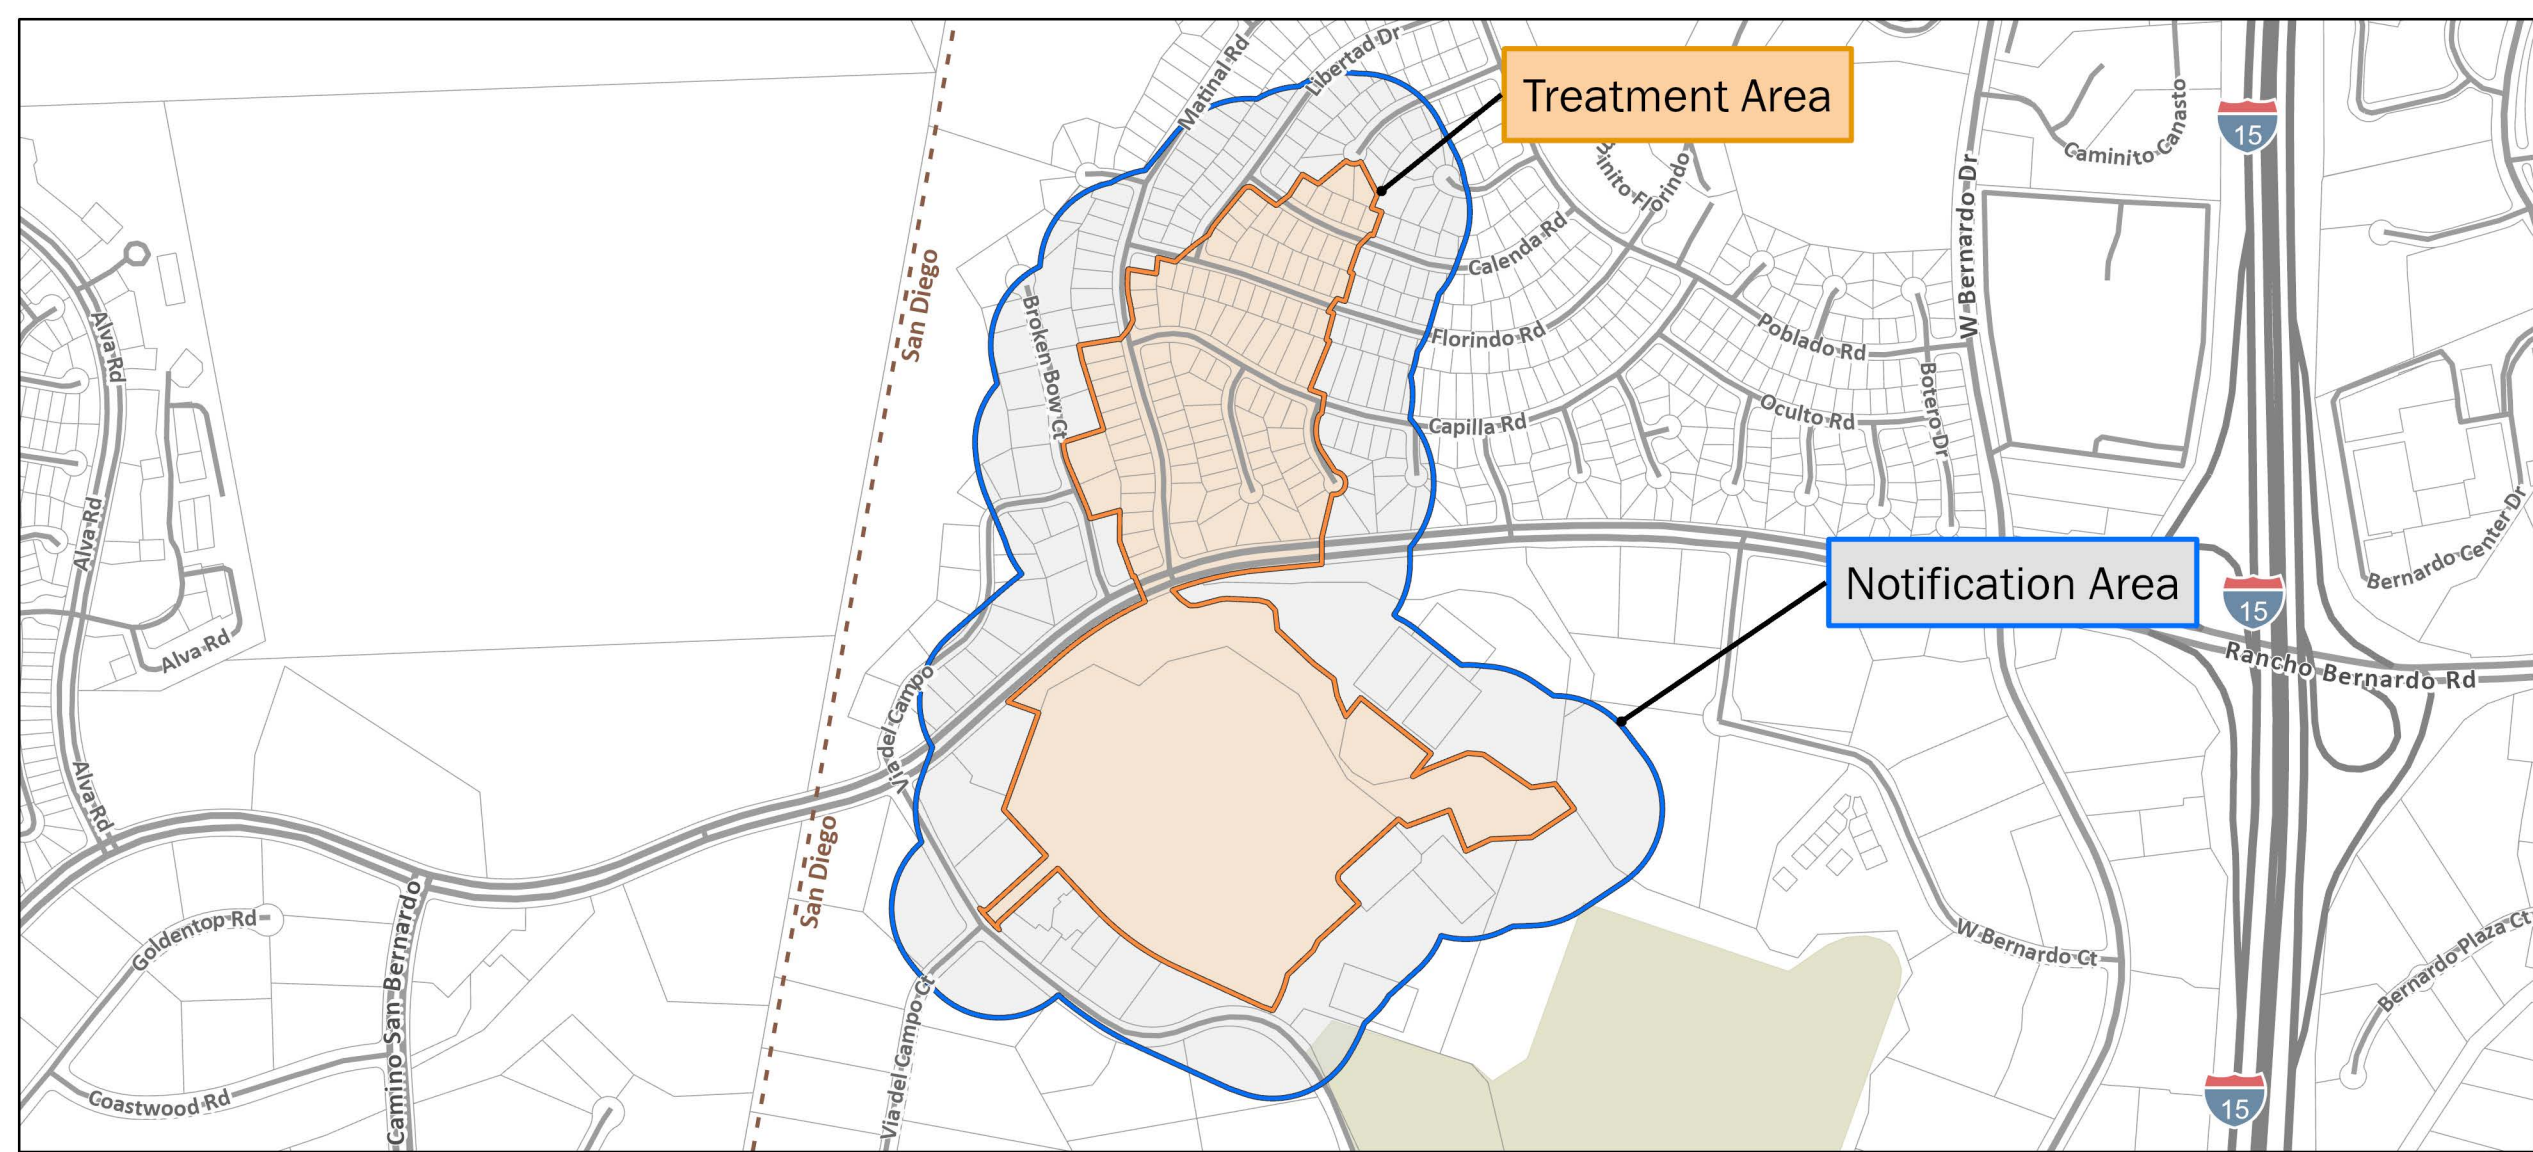 Matinal Rd
Libertad Dr
Treatment Area
15
Caminito Canasto
inito Florindo
W Bernardo Dr
Calenda Rd
San Diego
Broken Bow Ct
Florindo Rd
Poblado Rd
Alva Rd
Capilla Rd
Oculto Rd
Botero Dr
Alva Rd
Bernardo Center Dr
Notification Area
15
Alva Rd
Rancho Bernardo Rd
Via del Campo
Alva Rd
San Diego
Goldentop Rd
Camino San Bernardo
W Bernardo Ct
Bernardo Plaza Ct
Via del Campo Ct
Coastwood Rd
15